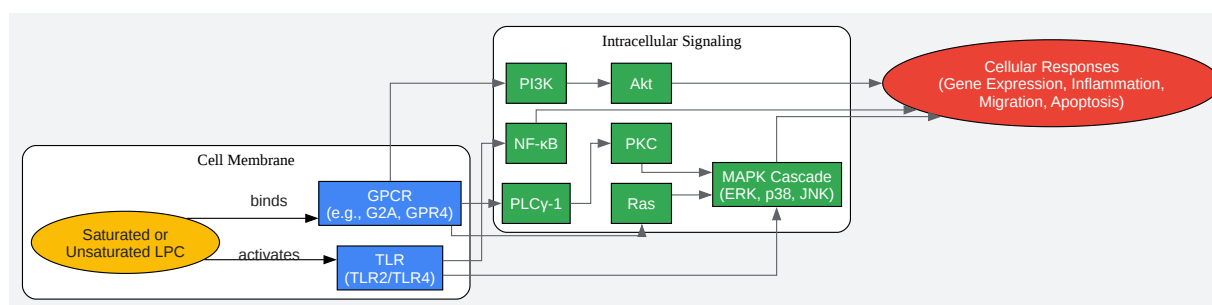 Intracellular Signaling
Cellular Responses
(Gene Expression, Inflammation,
Migration, Apoptosis)
PI3K
Akt
NF-κB
PKC
Cell Membrane
MAPK Cascade
(ERK, p38, JNK)
binds
GPCR
(e.g., G2A, GPR4)
PLCγ-1
Ras
Saturated or
Unsaturated LPC
activates
TLR
(TLR2/TLR4)